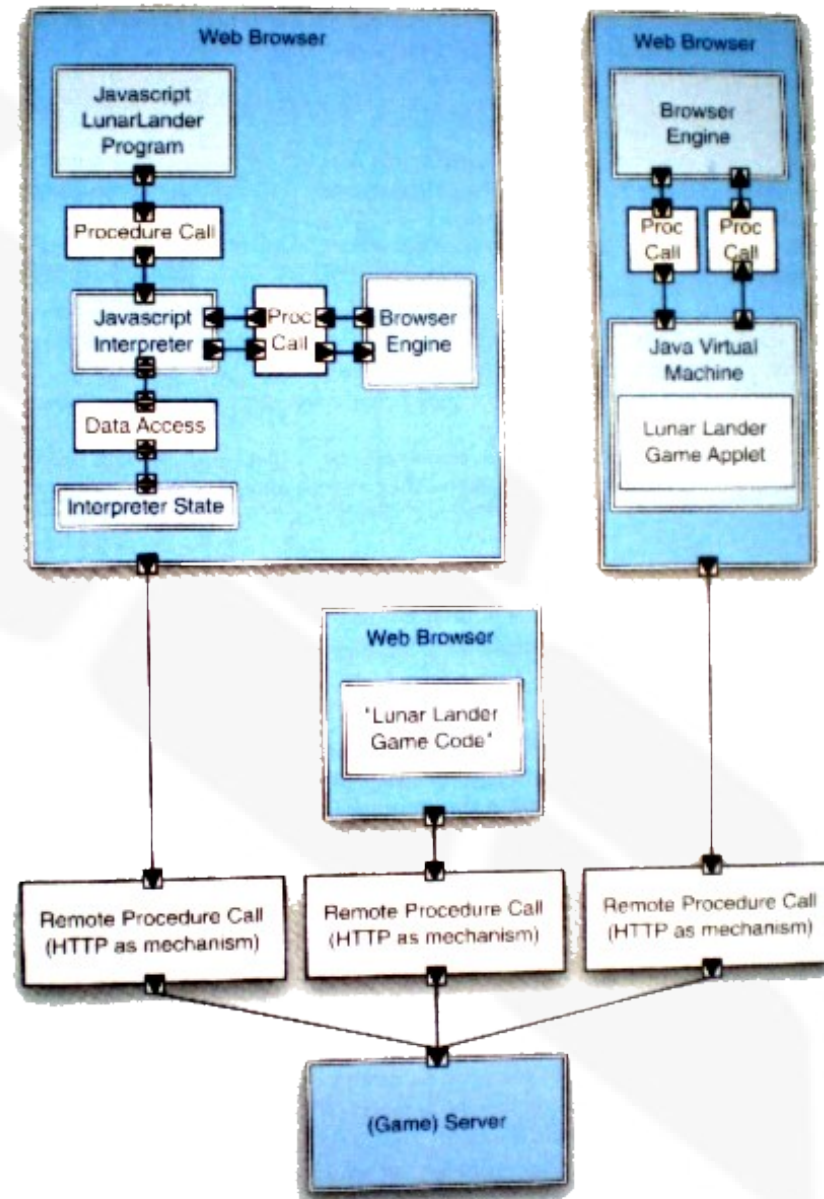 Web Browser
Javascript
LunarLander
Program
Procedure Call
Javascript
Interpreter
Proc
Call
Browser
Engine
Data Access
Interpreter State
Web Browser
Browser
Engine
Proc
Call
Proc
Call
Java Virtual
Machine
Lunar Lander
Game Applet
Web Browser
"Lunar Lander
Game Code"
Remote Procedure Call
(HTTP as mechanism)
Remote Procedure Call
(HTTP as mechanism)
Remote Procedure Call
(HTTP as mechanism)
(Game) Server